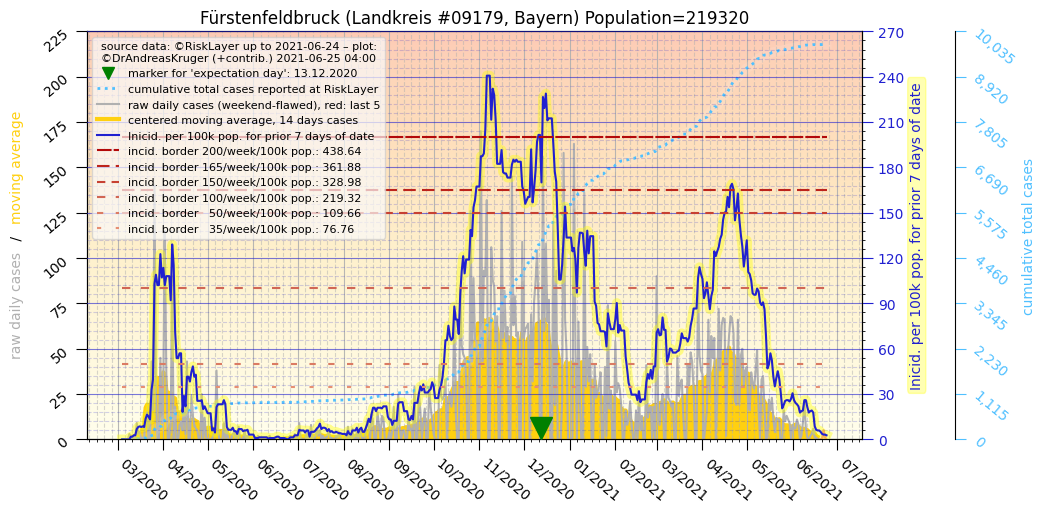 Fürstenfeldbruck (Landkreis #09179, Bayern) Population=219320
source data: ©RiskLayer up to 2021-06-24 – plot:
©DrAndreasKruger (+contrib.) 2021-06-25 04:00
marker for 'expectation day': 13.12.2020
cumulative total cases reported at RiskLayer
raw daily cases (weekend-flawed), red: last 5
centered moving average, 14 days cases
Inicid. per 100k pop. for prior 7 days of date
incid. border 200/week/100k pop.: 438.64
incid. border 165/week/100k pop.: 361.88
incid. border 150/week/100k pop.: 328.98
incid. border 100/week/100k pop.: 219.32
incid. border   50/week/100k pop.: 109.66
incid. border   35/week/100k pop.: 76.76
raw daily cases   /   moving average
225
200
175
150
125
100
75
50
25
0
270
240
210
180
150
120
90
60
30
0
Inicid. per 100k pop. for prior 7 days of date
10,035
8,920
7,805
6,690
5,575
4,460
3,345
2,230
1,115
0
cumulative total cases
03/2020
04/2020
05/2020
06/2020
07/2020
08/2020
09/2020
10/2020
11/2020
12/2020
01/2021
02/2021
03/2021
04/2021
05/2021
06/2021
07/2021